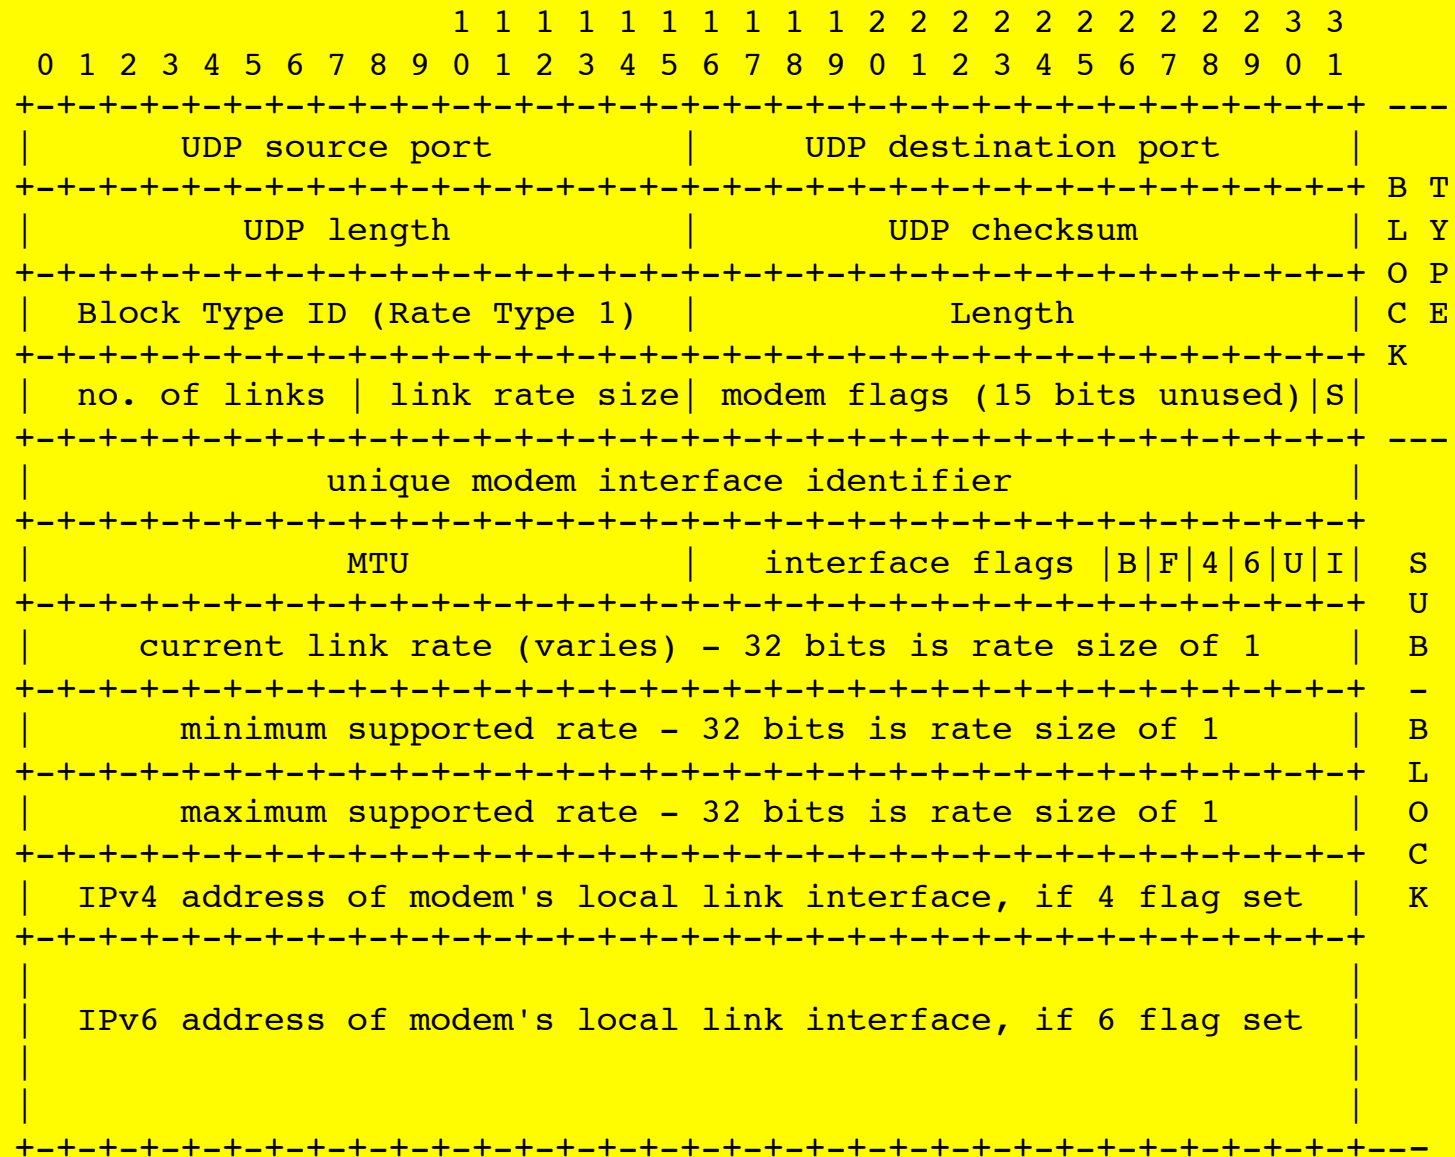 1 1 1 1 1 1 1 1 1 1 2 2 2 2 2 2 2 2 2 2 3 3
 0 1 2 3 4 5 6 7 8 9 0 1 2 3 4 5 6 7 8 9 0 1 2 3 4 5 6 7 8 9 0 1
+-+-+-+-+-+-+-+-+-+-+-+-+-+-+-+-+-+-+-+-+-+-+-+-+-+-+-+-+-+-+-+-+ ---
|       UDP source port         |     UDP destination port      |
+-+-+-+-+-+-+-+-+-+-+-+-+-+-+-+-+-+-+-+-+-+-+-+-+-+-+-+-+-+-+-+-+ B T
|          UDP length           |         UDP checksum          | L Y
+-+-+-+-+-+-+-+-+-+-+-+-+-+-+-+-+-+-+-+-+-+-+-+-+-+-+-+-+-+-+-+-+ O P
|  Block Type ID (Rate Type 1)  |            Length             | C E
+-+-+-+-+-+-+-+-+-+-+-+-+-+-+-+-+-+-+-+-+-+-+-+-+-+-+-+-+-+-+-+-+ K
|  no. of links | link rate size| modem flags (15 bits unused)|S|
+-+-+-+-+-+-+-+-+-+-+-+-+-+-+-+-+-+-+-+-+-+-+-+-+-+-+-+-+-+-+-+-+ ---
|              unique modem interface identifier                |
+-+-+-+-+-+-+-+-+-+-+-+-+-+-+-+-+-+-+-+-+-+-+-+-+-+-+-+-+-+-+-+-+
|               MTU             |   interface flags |B|F|4|6|U|I|  S
+-+-+-+-+-+-+-+-+-+-+-+-+-+-+-+-+-+-+-+-+-+-+-+-+-+-+-+-+-+-+-+-+  U
|     current link rate (varies) - 32 bits is rate size of 1    |  B
+-+-+-+-+-+-+-+-+-+-+-+-+-+-+-+-+-+-+-+-+-+-+-+-+-+-+-+-+-+-+-+-+  -
|       minimum supported rate - 32 bits is rate size of 1      |  B
+-+-+-+-+-+-+-+-+-+-+-+-+-+-+-+-+-+-+-+-+-+-+-+-+-+-+-+-+-+-+-+-+  L
|       maximum supported rate - 32 bits is rate size of 1      |  O
+-+-+-+-+-+-+-+-+-+-+-+-+-+-+-+-+-+-+-+-+-+-+-+-+-+-+-+-+-+-+-+-+  C
|  IPv4 address of modem's local link interface, if 4 flag set  |  K
+-+-+-+-+-+-+-+-+-+-+-+-+-+-+-+-+-+-+-+-+-+-+-+-+-+-+-+-+-+-+-+-+
|                                                               |
|  IPv6 address of modem's local link interface, if 6 flag set  |
|                                                               |
|                                                               |
+-+-+-+-+-+-+-+-+-+-+-+-+-+-+-+-+-+-+-+-+-+-+-+-+-+-+-+-+-+-+-+-+---